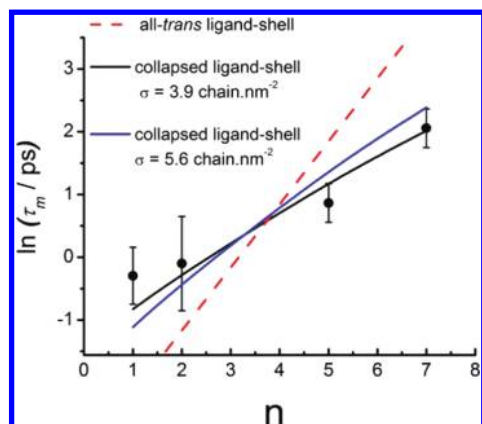 all-trans ligand-shell
collapsed ligand-shell
σ = 3.9 chain.nm⁻²
collapsed ligand-shell
σ = 5.6 chain.nm⁻²
ln (τm / ps)
3
2
1
0
-1
0 1 2 3 4 5 6 7 8
n